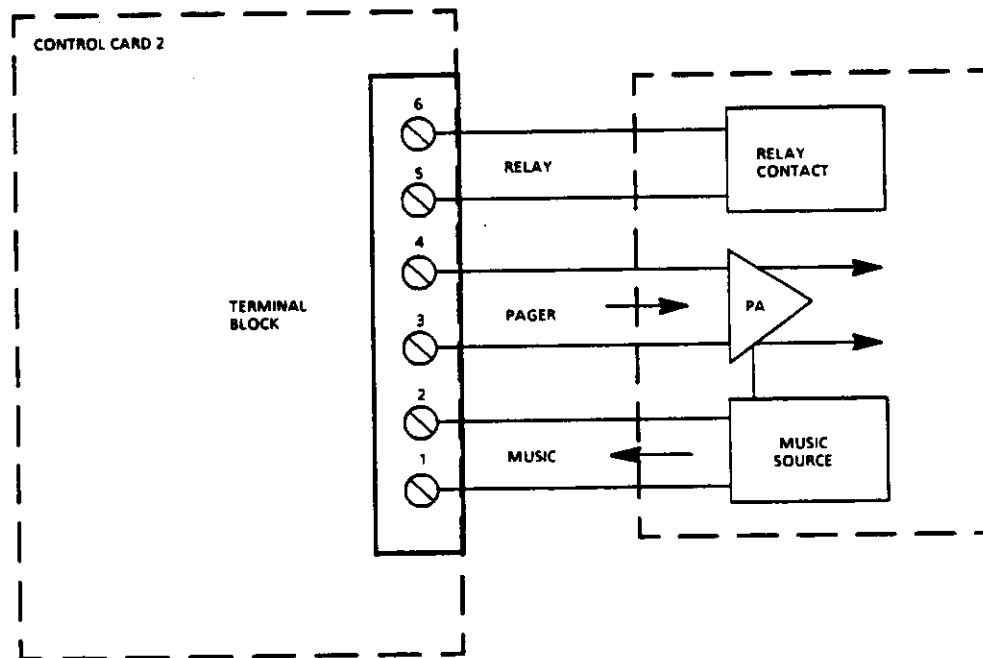 CONTROL CARD 2
6
RELAY
RELAY
CONTACT
5
4
TERMINAL
BLOCK
PAGER
PA
3
2
MUSIC
MUSIC
SOURCE
1